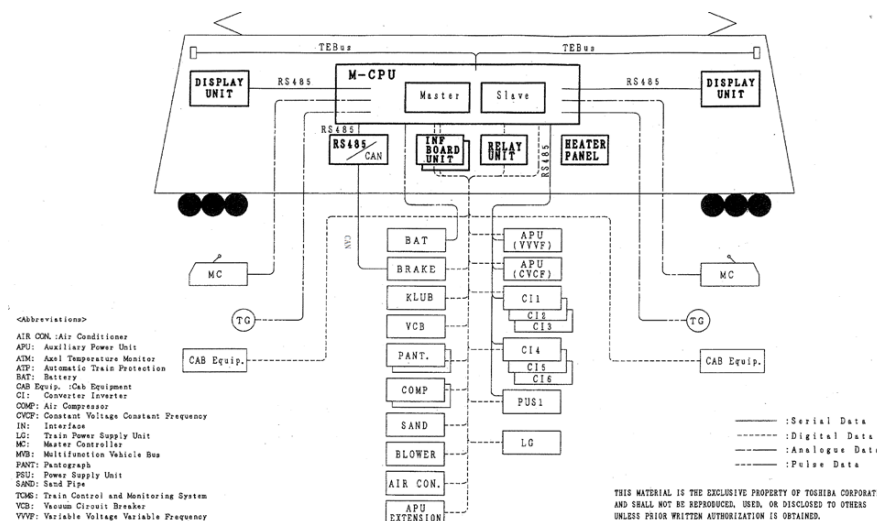 TEBus
TEBus
DISPLAY
UNIT
RS485
M-CPU
Master
Slave
RS485
DISPLAY
UNIT
RS485
RS485
CAN
INF
BOARD
UNIT
RELAY
UNIT
RS485
HEATER
PANEL
CAN
MC
MC
TG
TG
CAB Equip.
CAB Equip.
BAT
BRAKE
KLUB
VCB
PANT.
COMP
SAND
BLOWER
AIR CON.
APU
EXTENSION
APU
(VVVF)
APU
(CVCF)
CI1
CI2
CI3
CI4
CI5
CI6
PUS1
LG
<Abbreviations>
AIR CON. :Air Conditioner
APU: Auxiliary Power Unit
ATM: Axel Temperature Monitor
ATP: Automatic Train Protection
BAT: Battery
CAB Equip. :Cab Equipment
CI: Converter Inverter
COMP: Air Compressor
CVCF: Constant Voltage Constant Frequency
IN: Interface
LG: Train Power Supply Unit
MC: Master Controller
MVB: Multifunction Vehicle Bus
PANT: Pantograph
PSU: Power Supply Unit
SAND: Sand Pipe
TCMS: Train Control and Monitoring System
VCB: Vacuum Circuit Breaker
VVVF: Variable Voltage Variable Frequency
:Serial Data
:Digital Data
:Analogue Dat
:Pulse Data
THIS MATERIAL IS THE EXCLUSIVE PROPERTY OF TOSHIBA CORPORAT
AND SHALL NOT BE REPRODUCED, USED, OR DISCLOSED TO OTHERS
UNLESS PRIOR WRITTEN AUTHORIZATION IS OBTAINED.